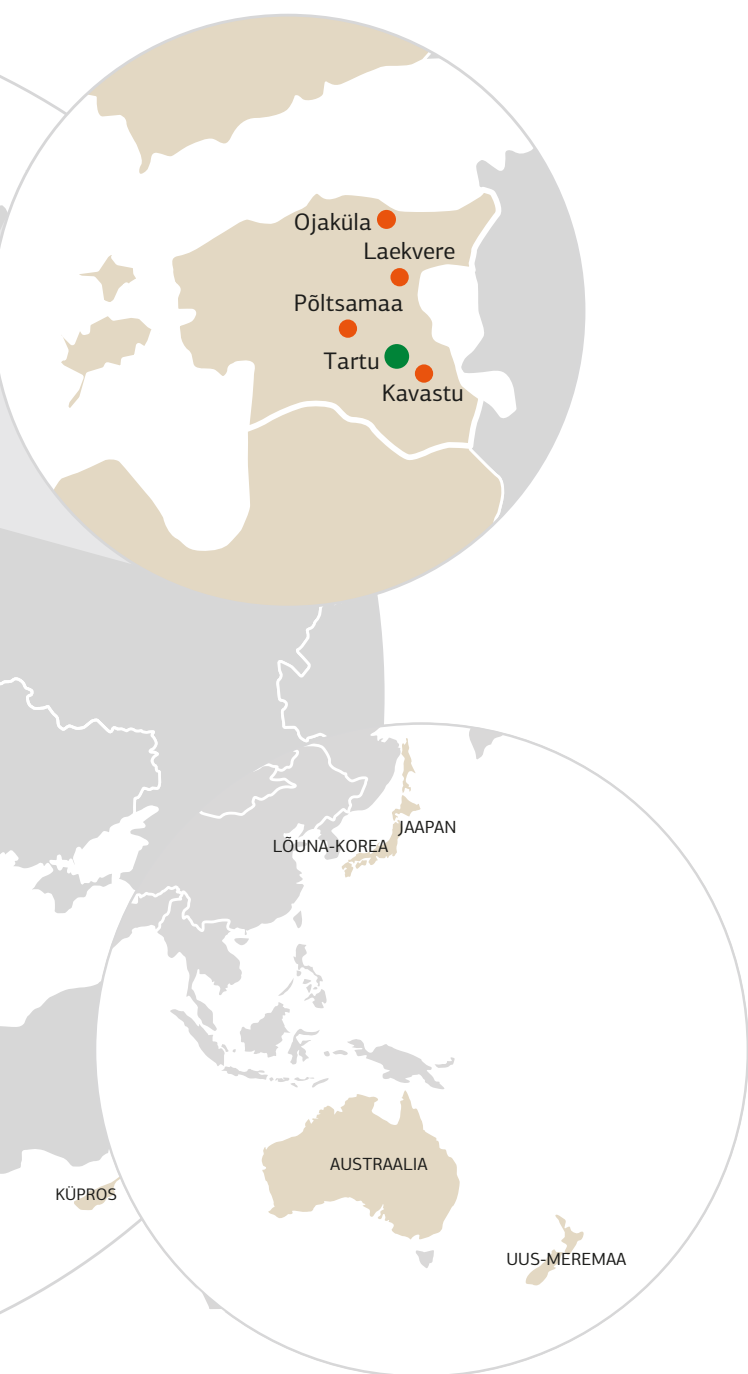 Ojaküla
Laekvere
Põltsamaa
Tartu
Kavastu
JAAPAN
LÕUNA-KOREA
AUSTRAALIA
KÜPROS
UUS-MEREMAA